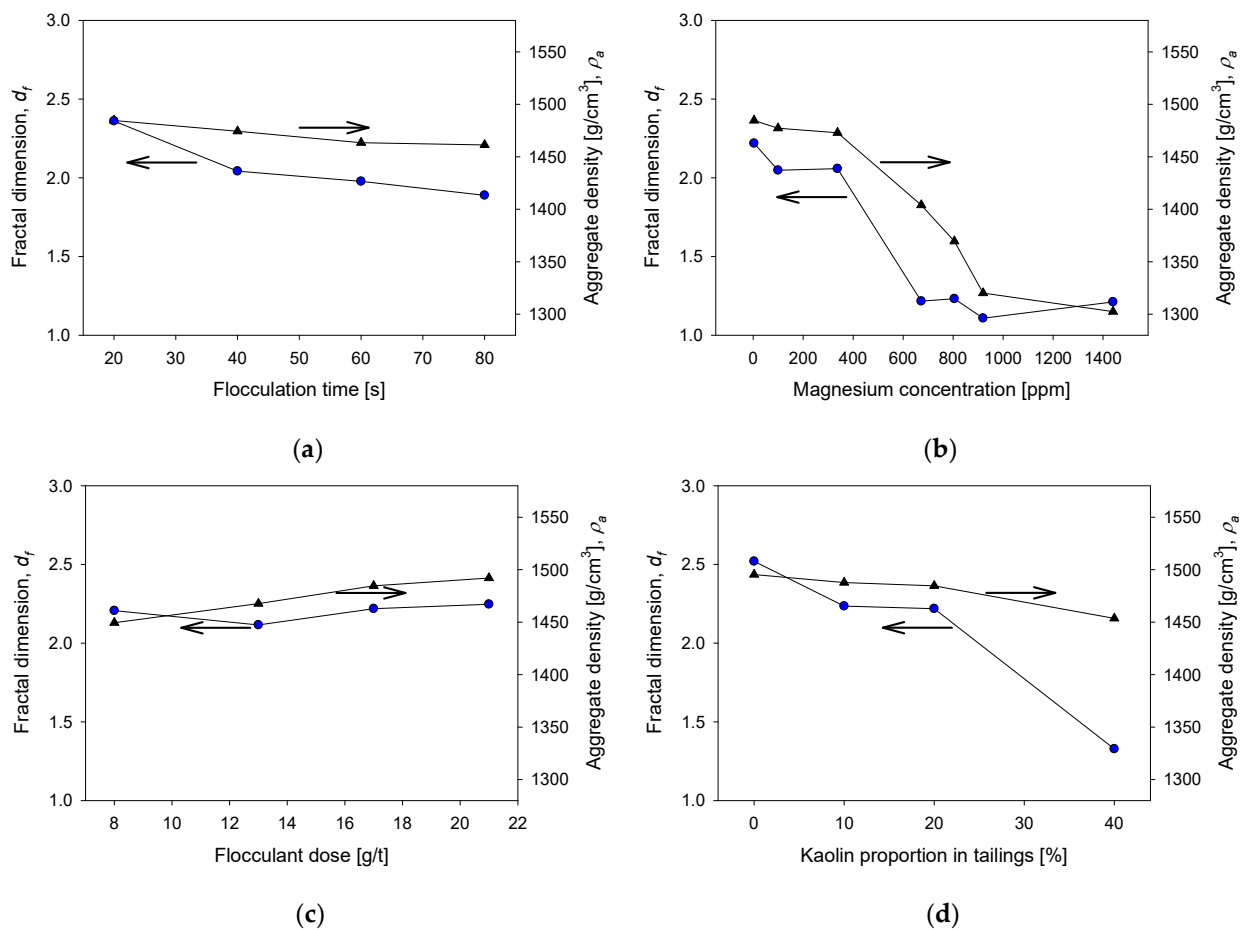 3.0
2.5
2.0
1.5
1.0
Fractal dimension, df
1550
1500
1450
1400
1350
1300
Aggregate density [g/cm³], ρa
20 30 40 50 60 70 80
Flocculation time [s]
(a)
3.0
2.5
2.0
1.5
1.0
Fractal dimension, df
1550
1500
1450
1400
1350
1300
Aggregate density [g/cm³], ρa
0 200 400 600 800 1000 1200 1400
Magnesium concentration [ppm]
(b)
3.0
2.5
2.0
1.5
1.0
Fractal dimension, df
1550
1500
1450
1400
1350
1300
Aggregate density [g/cm³], ρa
8 10 12 14 16 18 20 22
Flocculant dose [g/t]
(c)
3.0
2.5
2.0
1.5
1.0
Fractal dimension, df
1550
1500
1450
1400
1350
1300
Aggregate density [g/cm³], ρa
0 10 20 30 40
Kaolin proportion in tailings [%]
(d)